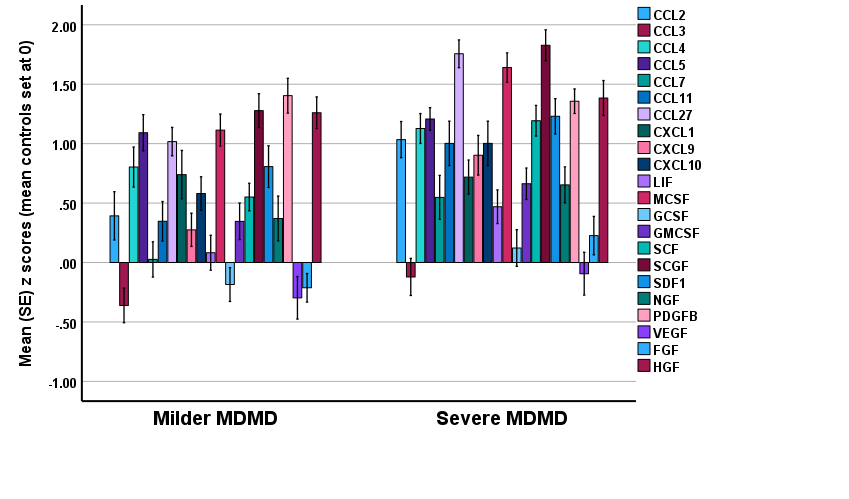 Mean (SE) z scores (mean controls set at 0)
2.00
1.50
1.00
.50
.00
-.50
-1.00
Milder MDMD
Severe MDMD
CCL2
CCL3
CCL4
CCL5
CCL7
CCL11
CCL27
CXCL1
CXCL9
CXCL10
LIF
MCSF
GCSF
GMCSF
SCF
SCGF
SDF1
NGF
PDGFB
VEGF
FGF
HGF